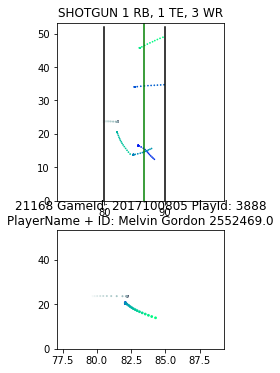 SHOTGUN 1 RB, 1 TE, 3 WR
50
40
30
20
10
0
80 90
21168 GameId: 2017100805 PlayId: 3888
PlayerName + ID: Melvin Gordon 2552469.0
40
20
0
77.5 80.0 82.5 85.0 87.5